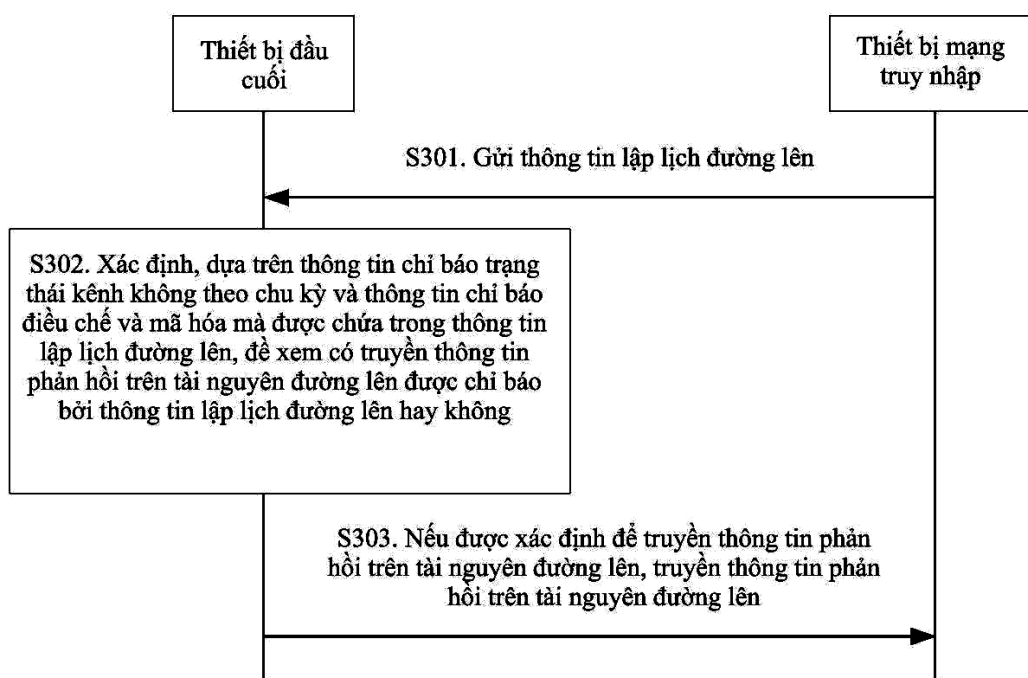 Thiết bị đầu
cuối
Thiết bị mạng
truy nhập
S301. Gửi thông tin lập lịch đường lên
S302. Xác định, dựa trên thông tin chỉ báo trạng
thái kênh không theo chu kỳ và thông tin chỉ báo
điều chế và mã hóa mà được chứa trong thông tin
lập lịch đường lên, để xem có truyền thông tin
phản hồi trên tài nguyên đường lên được chỉ báo
bởi thông tin lập lịch đường lên hay không
S303. Nếu được xác định để truyền thông tin phản
hồi trên tài nguyên đường lên, truyền thông tin phản
hồi trên tài nguyên đường lên